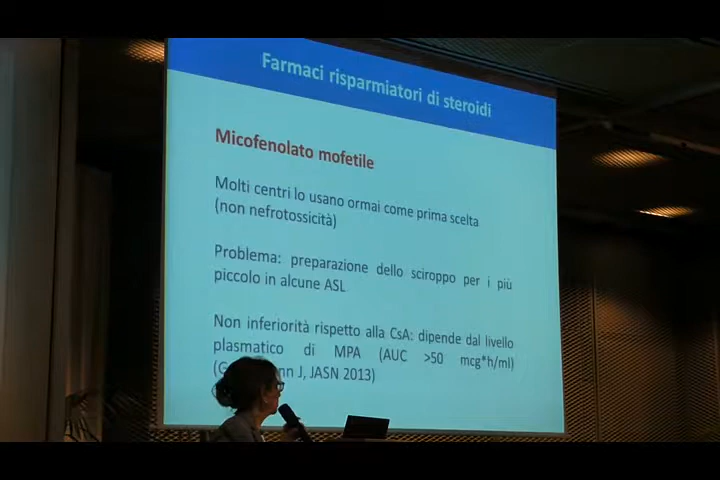 Farmaci risparmiatori di steroidi
Micofenolato mofetile
Molti centri lo usano ormai come prima scelta
(non nefrotossicità)
Problema: preparazione dello sciroppo per i più
piccolo in alcune ASL
Non inferiorità rispetto alla CsA: dipende dal livello
plasmatico di MPA (AUC >50 mcg*h/ml)
J, JASN 2013)